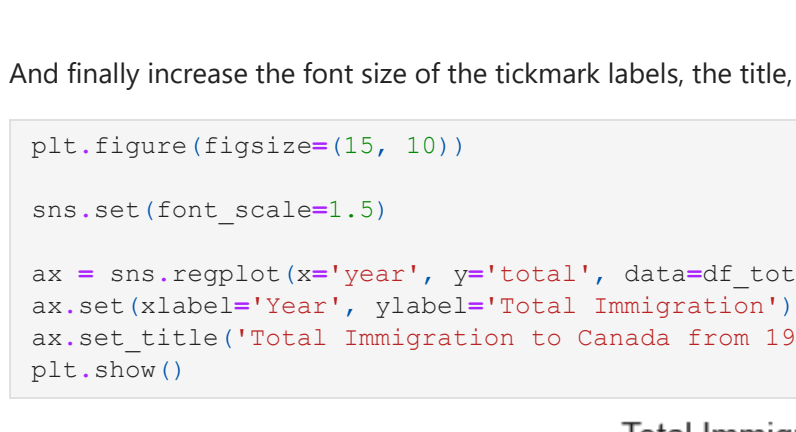 And finally increase the font size of the tickmark labels, the title,
plt.figure(figsize=(15, 10))
sns.set(font_scale=1.5)
ax = sns.regplot(x='year', y='total', data=df_tot
ax.set(xlabel='Year', ylabel='Total Immigration')
ax.set_title('Total Immigration to Canada from 19
plt.show()
Total